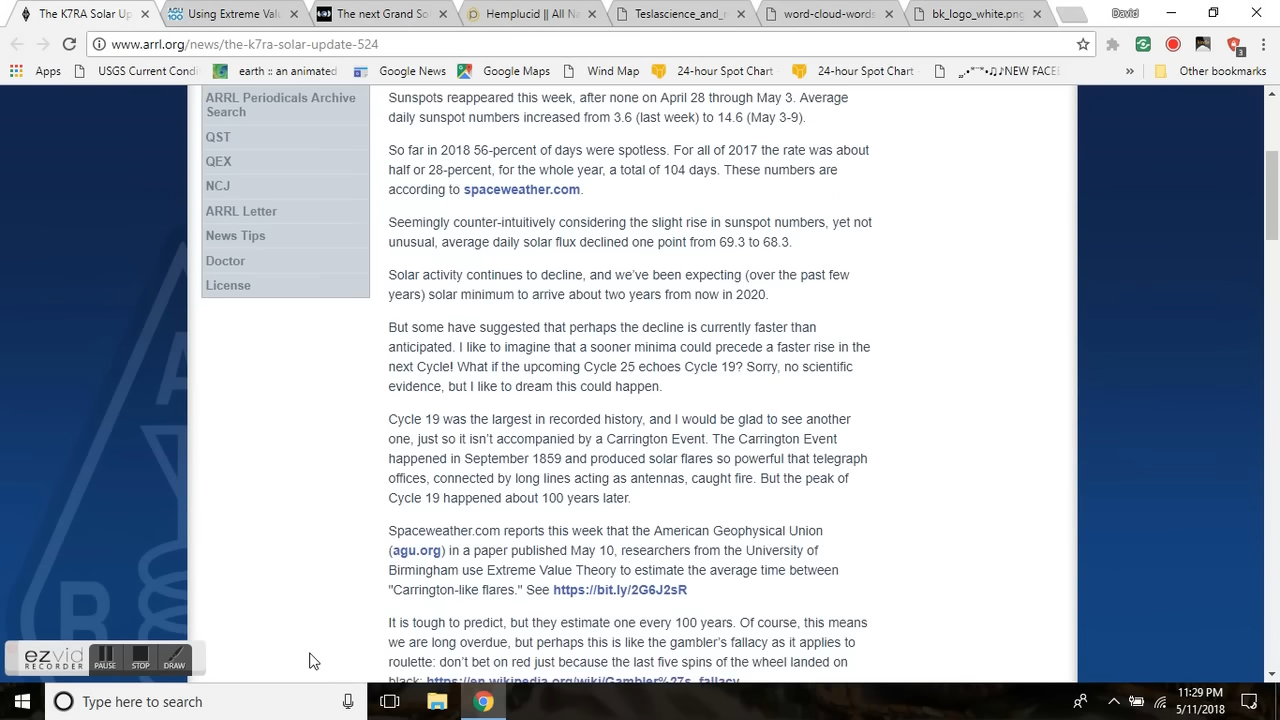 The K7RA Solar Up
Using Extreme Val
The next Grand So
Hemplucid || All Na
Teslascience_and_r
word-cloud-words
bk_logo_white.png
David
www.arrl.org/news/the-k7ra-solar-update-524
3
Apps USGS Current Condi earth :: an animated Google News Google Maps Wind Map 24-hour Spot Chart 24-hour Spot Chart NEW FACE » Other bookmarks
ARRL Periodicals Archive
Search
QST
QEX
NCJ
ARRL Letter
News Tips
Doctor
License
Sunspots reappeared this week, after none on April 28 through May 3. Average
daily sunspot numbers increased from 3.6 (last week) to 14.6 (May 3-9).
So far in 2018 56-percent of days were spotless. For all of 2017 the rate was about
half or 28-percent, for the whole year, a total of 104 days. These numbers are
according to spaceweather.com.
Seemingly counter-intuitively considering the slight rise in sunspot numbers, yet not
unusual, average daily solar flux declined one point from 69.3 to 68.3.
Solar activity continues to decline, and we've been expecting (over the past few
years) solar minimum to arrive about two years from now in 2020.
But some have suggested that perhaps the decline is currently faster than
anticipated. I like to imagine that a sooner minima could precede a faster rise in the
next Cycle! What if the upcoming Cycle 25 echoes Cycle 19? Sorry, no scientific
evidence, but I like to dream this could happen.
Cycle 19 was the largest in recorded history, and I would be glad to see another
one, just so it isn't accompanied by a Carrington Event. The Carrington Event
happened in September 1859 and produced solar flares so powerful that telegraph
offices, connected by long lines acting as antennas, caught fire. But the peak of
Cycle 19 happened about 100 years later.
Spaceweather.com reports this week that the American Geophysical Union
(agu.org) in a paper published May 10, researchers from the University of
Birmingham use Extreme Value Theory to estimate the average time between
"Carrington-like flares." See https://bit.ly/2G6J2sR
It is tough to predict, but they estimate one every 100 years. Of course, this means
we are long overdue, but perhaps this is like the gambler's fallacy as it applies to
roulette: don't bet on red just because the last five spins of the wheel landed on
black: https://en.wikipedia.org/wiki/Gambler%27s_fallacy
ezvid
RECORDER
PAUSE STOP DRAW
Type here to search
11:29 PM
5/11/2018